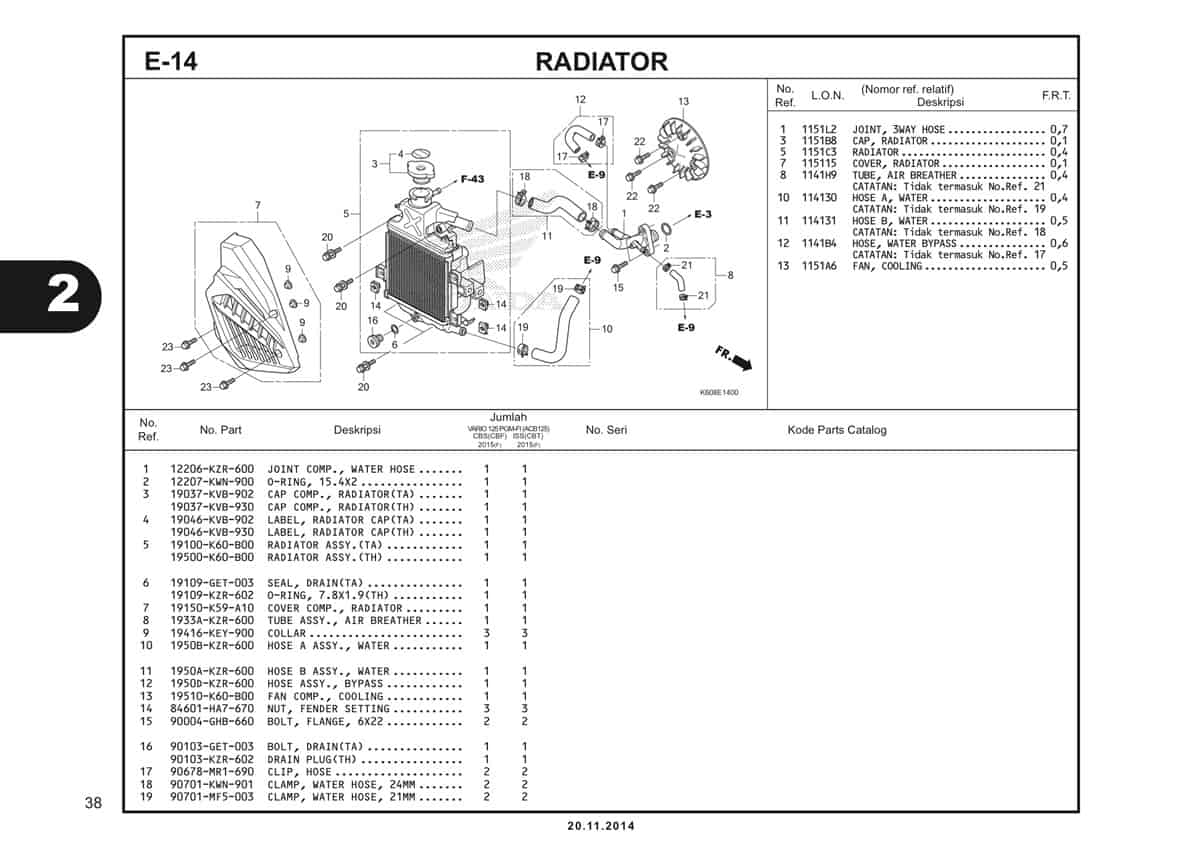 E-14 RADIATOR
No. Ref. L.O.N. (Nomor ref. relatif) Deskripsi F.R.T.
1 1151L2 JOINT, 3WAY HOSE 0,7
3 1151B8 CAP, RADIATOR 0,1
5 1151C3 RADIATOR 0,4
7 115115 COVER, RADIATOR 0,1
8 1141H9 TUBE, AIR BREATHER 0,4
CATATAN: Tidak termasuk No.Ref. 21
10 114130 HOSE A, WATER 0,4
CATATAN: Tidak termasuk No.Ref. 19
11 114131 HOSE B, WATER 0,5
CATATAN: Tidak termasuk No.Ref. 18
12 1141B4 HOSE, WATER BYPASS 0,6
CATATAN: Tidak termasuk No.Ref. 17
13 1151A6 FAN, COOLING 0,5
12
13
17
22
4
3
17
E-9
F-43
18
22
22
7
5
18
1
E-3
20
11
2
E-9
21
8
9
15
19
21
9
20
14
14
16
19
10
E-9
9
14
6
23
FR.
23
20
23
K60BE1400
2
No. Ref. No. Part Deskripsi Jumlah No. Seri Kode Parts Catalog
VARIO 125 PGM-FI (ACB125)
CBS(CBF) ISS(CBT)
2015(F) 2015(F)
1 12206-KZR-600 JOINT COMP., WATER HOSE 1 1
2 12207-KWN-900 O-RING, 15.4X2 1 1
3 19037-KVB-902 CAP COMP., RADIATOR(TA) 1 1
19037-KVB-930 CAP COMP., RADIATOR(TH) 1 1
4 19046-KVB-902 LABEL, RADIATOR CAP(TA) 1 1
19046-KVB-930 LABEL, RADIATOR CAP(TH) 1 1
5 19100-K60-B00 RADIATOR ASSY.(TA) 1 1
19500-K60-B00 RADIATOR ASSY.(TH) 1 1
6 19109-GET-003 SEAL, DRAIN(TA) 1 1
19109-KZR-602 O-RING, 7.8X1.9(TH) 1 1
7 19150-K59-A10 COVER COMP., RADIATOR 1 1
8 1933A-KZR-600 TUBE ASSY., AIR BREATHER 1 1
9 19416-KEY-900 COLLAR 3 3
10 1950B-KZR-600 HOSE A ASSY., WATER 1 1
11 1950A-KZR-600 HOSE B ASSY., WATER 1 1
12 1950D-KZR-600 HOSE ASSY., BYPASS 1 1
13 19510-K60-B00 FAN COMP., COOLING 1 1
14 84601-HA7-670 NUT, FENDER SETTING 3 3
15 90004-GHB-660 BOLT, FLANGE, 6X22 2 2
16 90103-GET-003 BOLT, DRAIN(TA) 1 1
90103-KZR-602 DRAIN PLUG(TH) 1 1
17 90678-MR1-690 CLIP, HOSE 2 2
18 90701-KWN-901 CLAMP, WATER HOSE, 24MM 2 2
19 90701-MF5-003 CLAMP, WATER HOSE, 21MM 2 2
38
20.11.2014